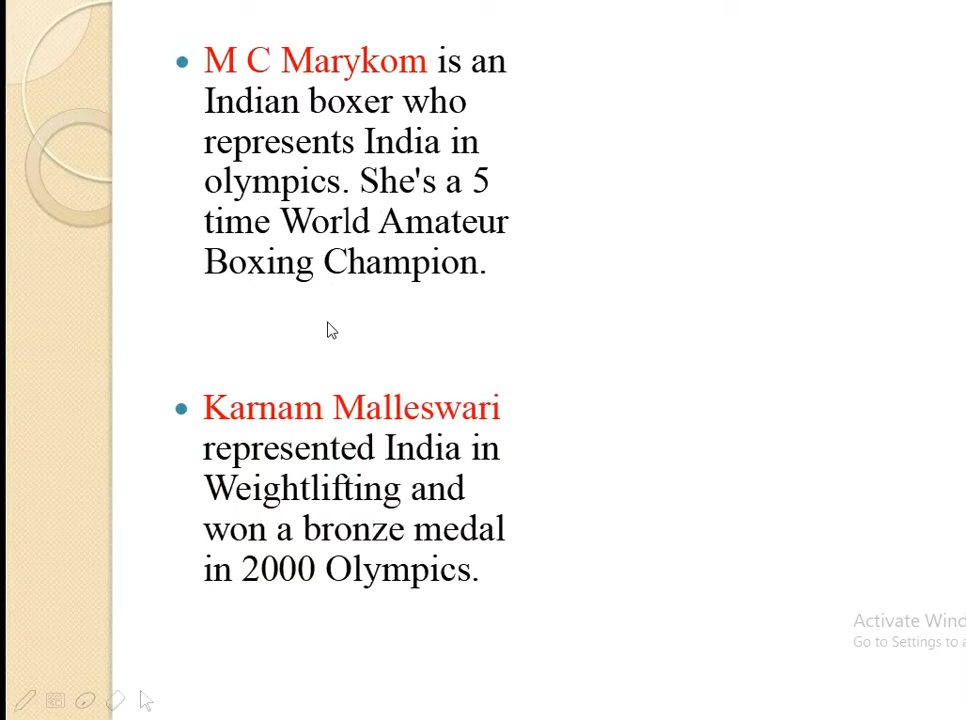 M C Marykom is an
Indian boxer who
represents India in
olympics. She's a 5
time World Amateur
Boxing Champion.
Karnam Malleswari
represented India in
Weightlifting and
won a bronze medal
in 2000 Olympics.
Activate Wind
Go to Settings to a